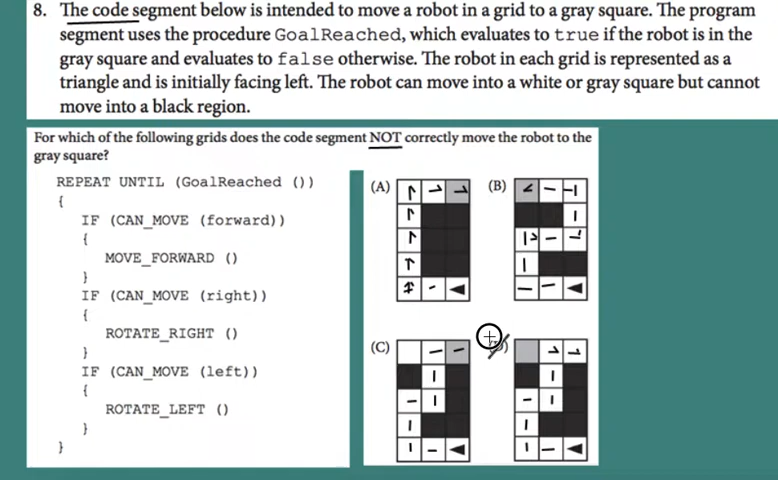 8. The code segment below is intended to move a robot in a grid to a gray square. The program
segment uses the procedure GoalReached, which evaluates to true if the robot is in the
gray square and evaluates to false otherwise. The robot in each grid is represented as a
triangle and is initially facing left. The robot can move into a white or gray square but cannot
move into a black region.
For which of the following grids does the code segment NOT correctly move the robot to the
gray square?
REPEAT UNTIL (GoalReached ())
{
IF (CAN_MOVE (forward))
{
MOVE_FORWARD ()
}
IF (CAN_MOVE (right))
{
ROTATE_RIGHT ()
}
IF (CAN_MOVE (left))
{
ROTATE_LEFT ()
}
}
(A)
(B)
(C)